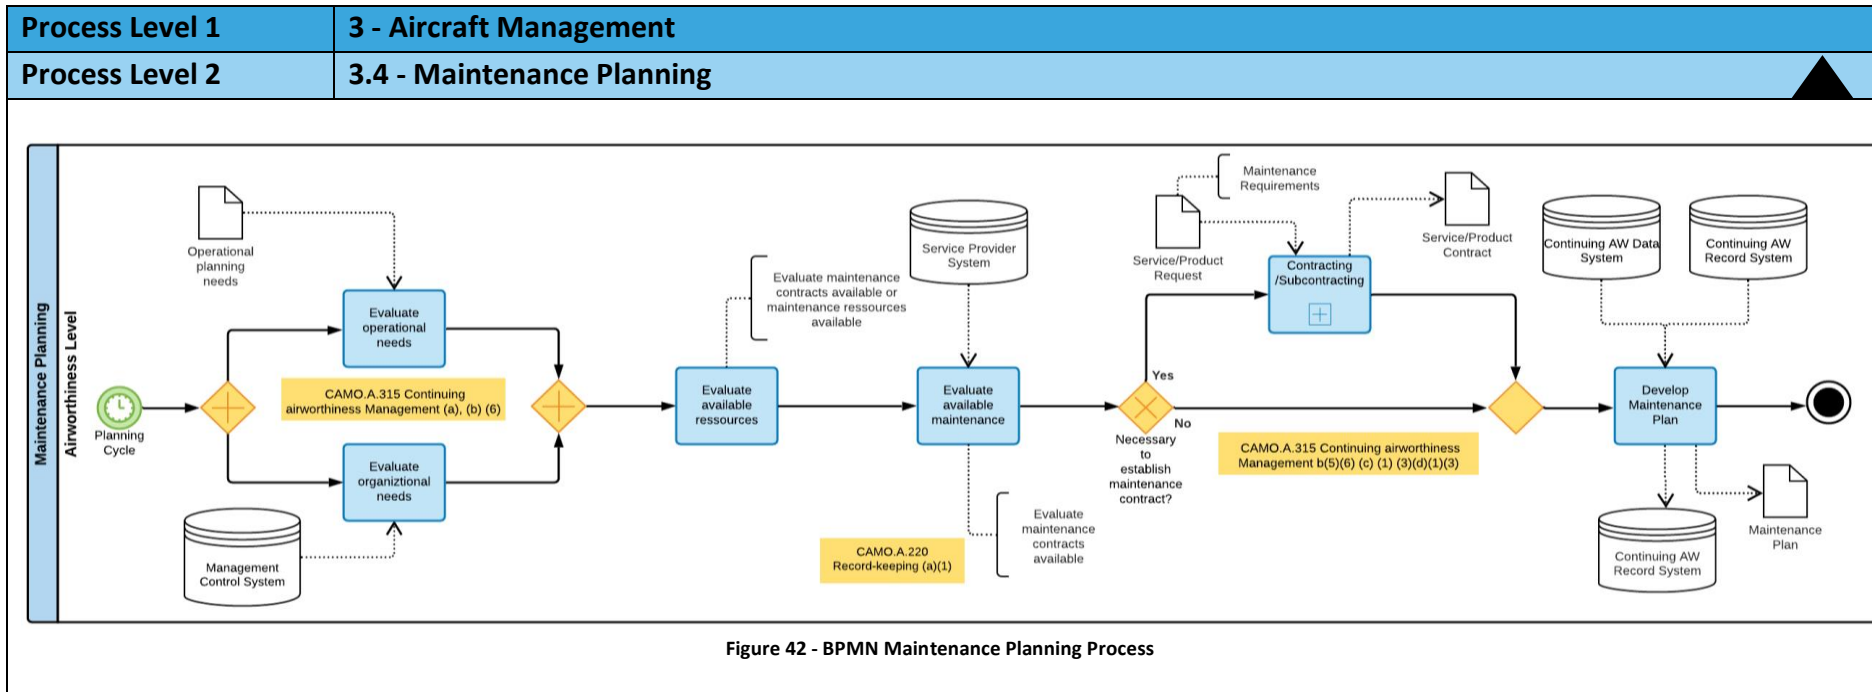 Process Level 1
3 - Aircraft Management
Process Level 2
3.4 - Maintenance Planning
Maintenance Planning
Airworthiness Level
Planning
Cycle
Operational
planning
needs
Evaluate
operational
needs
CAMO.A.315 Continuing
airworthiness Management (a), (b) (6)
Evaluate
organiztional
needs
Management
Control System
Evaluate
available
ressources
Evaluate maintenance
contracts available or
maintenance ressources
available
Service Provider
System
Evaluate
available
maintenance
CAMO.A.220
Record-keeping (a)(1)
Evaluate
maintenance
contracts
available
Yes
No
Necessary
to
establish
maintenance
contract?
Maintenance
Requirements
Service/Product
Request
Contracting
/Subcontracting
Service/Product
Contract
CAMO.A.315 Continuing airworthiness
Management b(5)(6) (c) (1) (3)(d)(1)(3)
Continuing AW Data
System
Continuing AW
Record System
Develop
Maintenance
Plan
Continuing AW
Record System
Maintenance
Plan
Figure 42 - BPMN Maintenance Planning Process